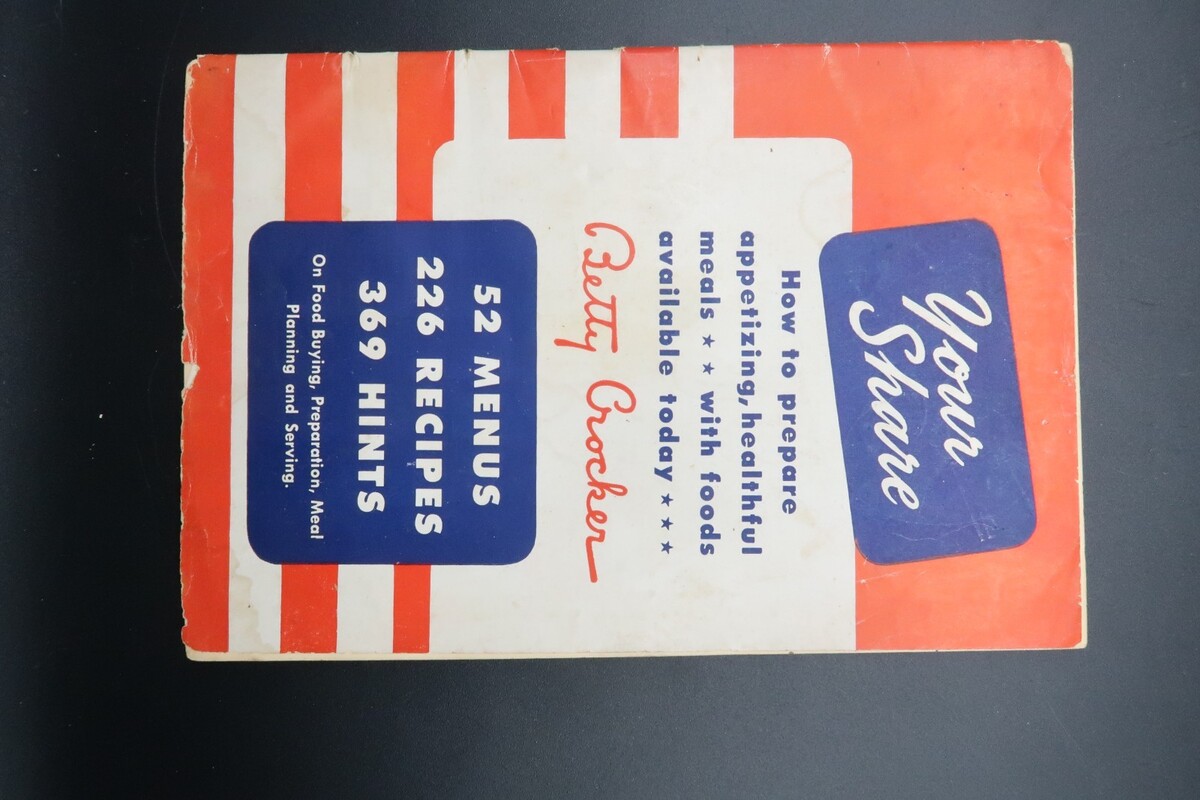 Your
Share
How to prepare
appetizing, healthful
meals ★ ★ with foods
available today ★ ★ ★
Betty Crocker
52 MENUS
226 RECIPES
369 HINTS
On Food Buying, Preparation, Meal
Planning and Serving.